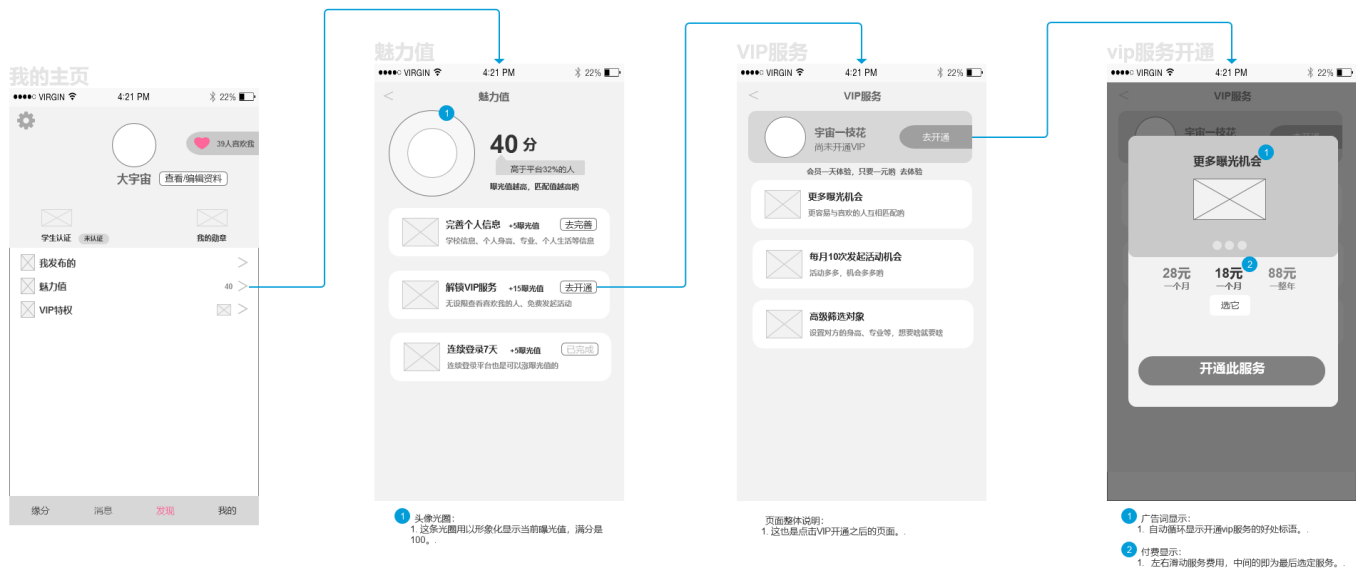 我的主页
VIRGIN 4:21 PM 22%
39人喜欢我
大宇宙 查看/编辑资料
学生认证 未认证 我的勋章
我发布的 >
魅力值 40 >
VIP特权 >
缘分 消息 发现 我的
魅力值
VIRGIN 4:21 PM 22%
< 魅力值
1
40 分
高于平台32%的人
曝光值越高，匹配值越高哟
完善个人信息 +5曝光值 去完善
学校信息、个人身高、专业、个人生活等信息
解锁VIP服务 +15曝光值 去开通
无设限查看喜欢我的人、免费发起活动
连续登录7天 +5曝光值 已完成
连续登录平台也是可以涨曝光值的
1 头像光圈：
1. 这条光圈用以形象化显示当前曝光值，满分是
100。.
VIP服务
VIRGIN 4:21 PM 22%
< VIP服务
宇宙一枝花
尚未开通VIP
去开通
会员一天体验，只要一元哟 去体验
更多曝光机会
更容易与喜欢的人互相匹配哟
每月10次发起活动机会
活动多多，机会多多哟
高级筛选对象
设置对方的身高、专业等，想要啥就要啥
页面整体说明：
1. 这也是点击VIP开通之后的页面。.
vip服务开通
VIRGIN 4:21 PM 22%
< VIP服务
宇宙一枝花
更多曝光机会 1
28元 18元 88元
2
一个月 一个月 一整年
选它
开通此服务
1 广告词显示：
1. 自动循环显示开通vip服务的好处标语。.
2 付费显示：
1. 左右滑动服务费用，中间的即为最后选定服务。.